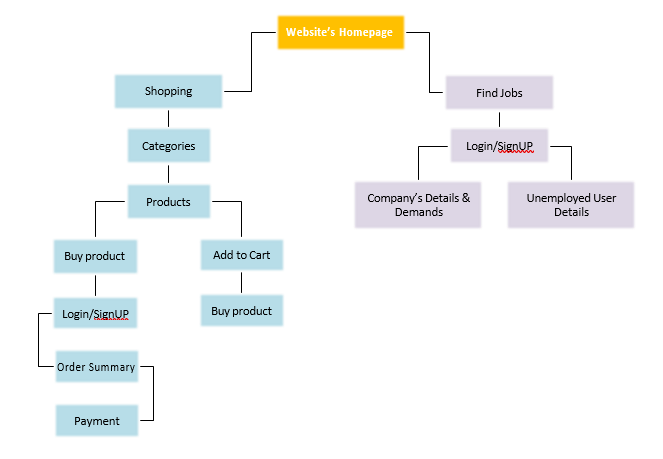 Website's Homepage
Shopping
Find Jobs
Categories
Login/SignUP
Products
Company's Details &
Demands
Unemployed User
Details
Buy product
Add to Cart
Login/SignUP
Buy product
Order Summary
Payment